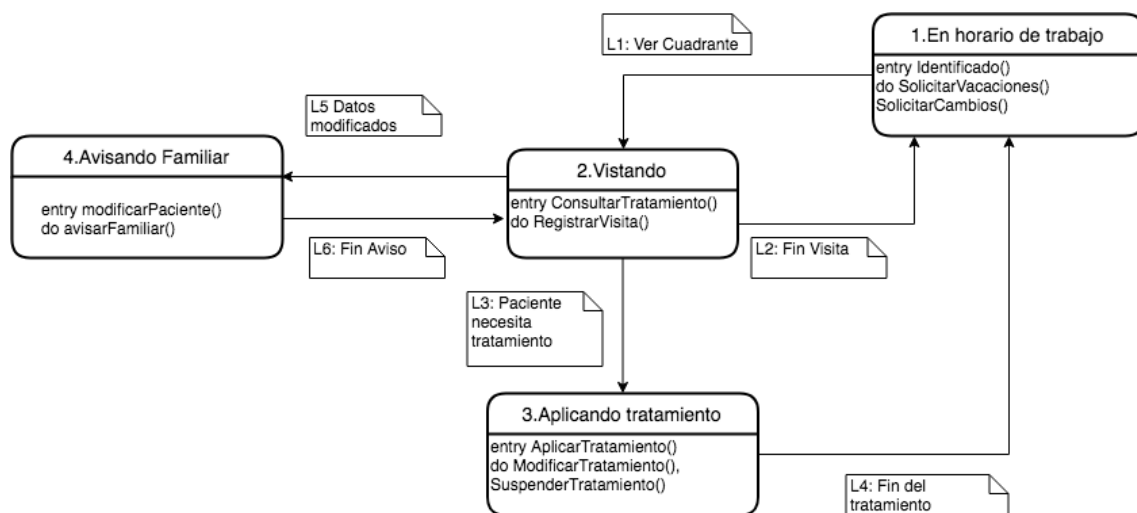 L1: Ver Cuadrante
1.En horario de trabajo
entry Identificado()
do SolicitarVacaciones()
SolicitarCambios()
L5 Datos
modificados
4.Avisando Familiar
entry modificarPaciente()
do avisarFamiliar()
2.Vistando
entry ConsultarTratamiento()
do RegistrarVisita()
L6: Fin Aviso
L2: Fin Visita
L3: Paciente
necesita
tratamiento
3.Aplicando tratamiento
entry AplicarTratamiento()
do ModificarTratamiento(),
SuspenderTratamiento()
L4: Fin del
tratamiento